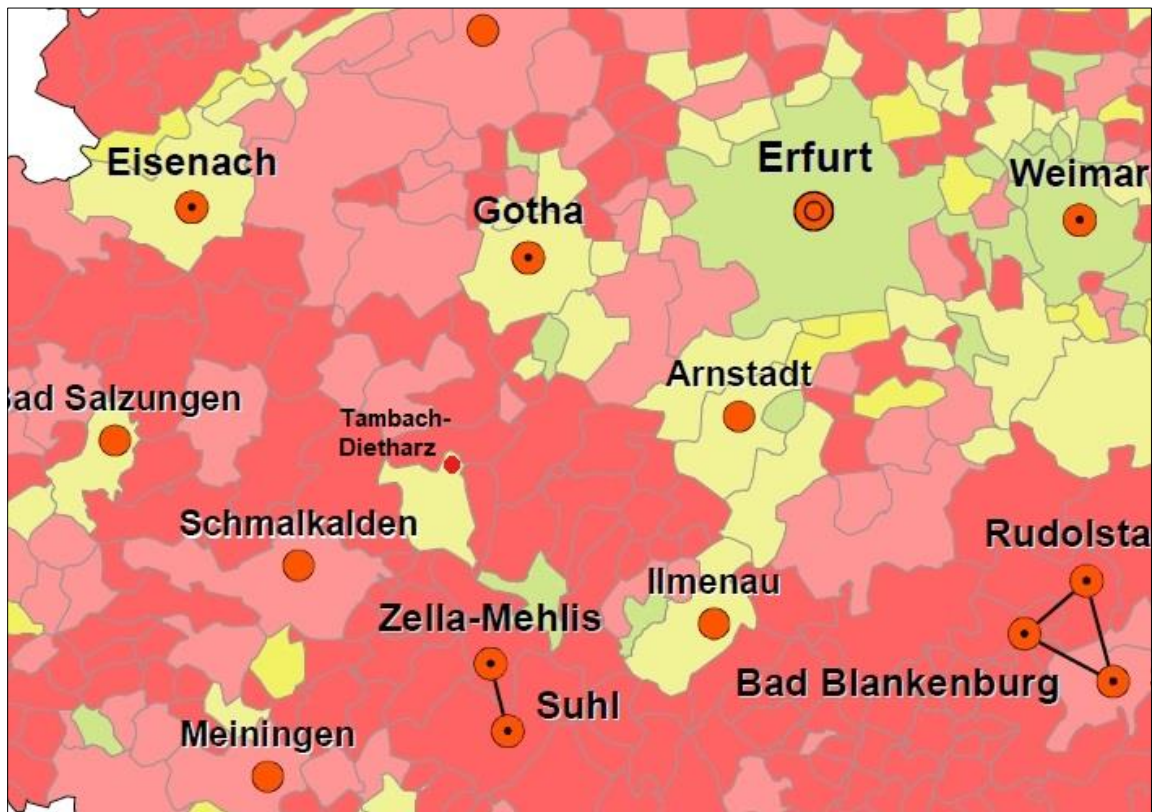 Eisenach
Erfurt
Weimar
Gotha
Arnstadt
Bad Salzungen
Tambach-
Dietharz
Schmalkalden
Rudolsta
Ilmenau
Zella-Mehlis
Bad Blankenburg
Suhl
Meiningen